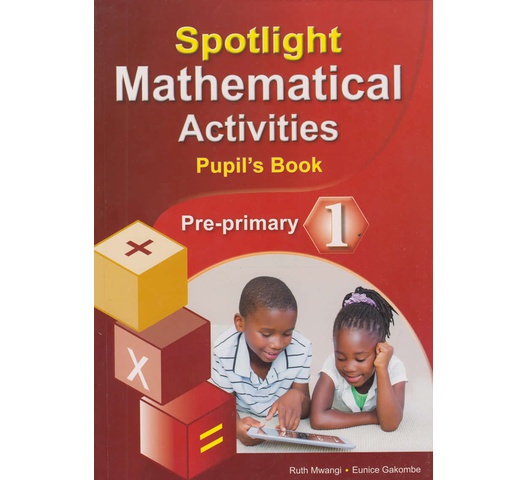 Spotlight
Mathematical
Activities
Pupil's Book
Pre-primary 1
+
X
=
Ruth Mwangi • Eunice Gakombe